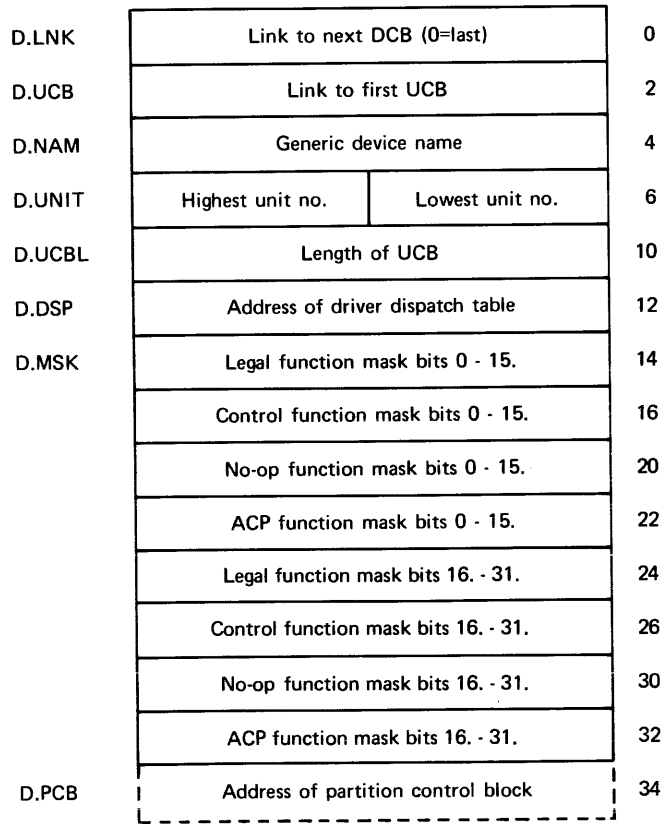 D.LNK Link to next DCB (0=last) 0
D.UCB Link to first UCB 2
D.NAM Generic device name 4
D.UNIT Highest unit no. Lowest unit no. 6
D.UCBL Length of UCB 10
D.DSP Address of driver dispatch table 12
D.MSK Legal function mask bits 0 - 15. 14
Control function mask bits 0 - 15. 16
No-op function mask bits 0 - 15. 20
ACP function mask bits 0 - 15. 22
Legal function mask bits 16. - 31. 24
Control function mask bits 16. - 31. 26
No-op function mask bits 16. - 31. 30
ACP function mask bits 16. - 31. 32
D.PCB Address of partition control block 34